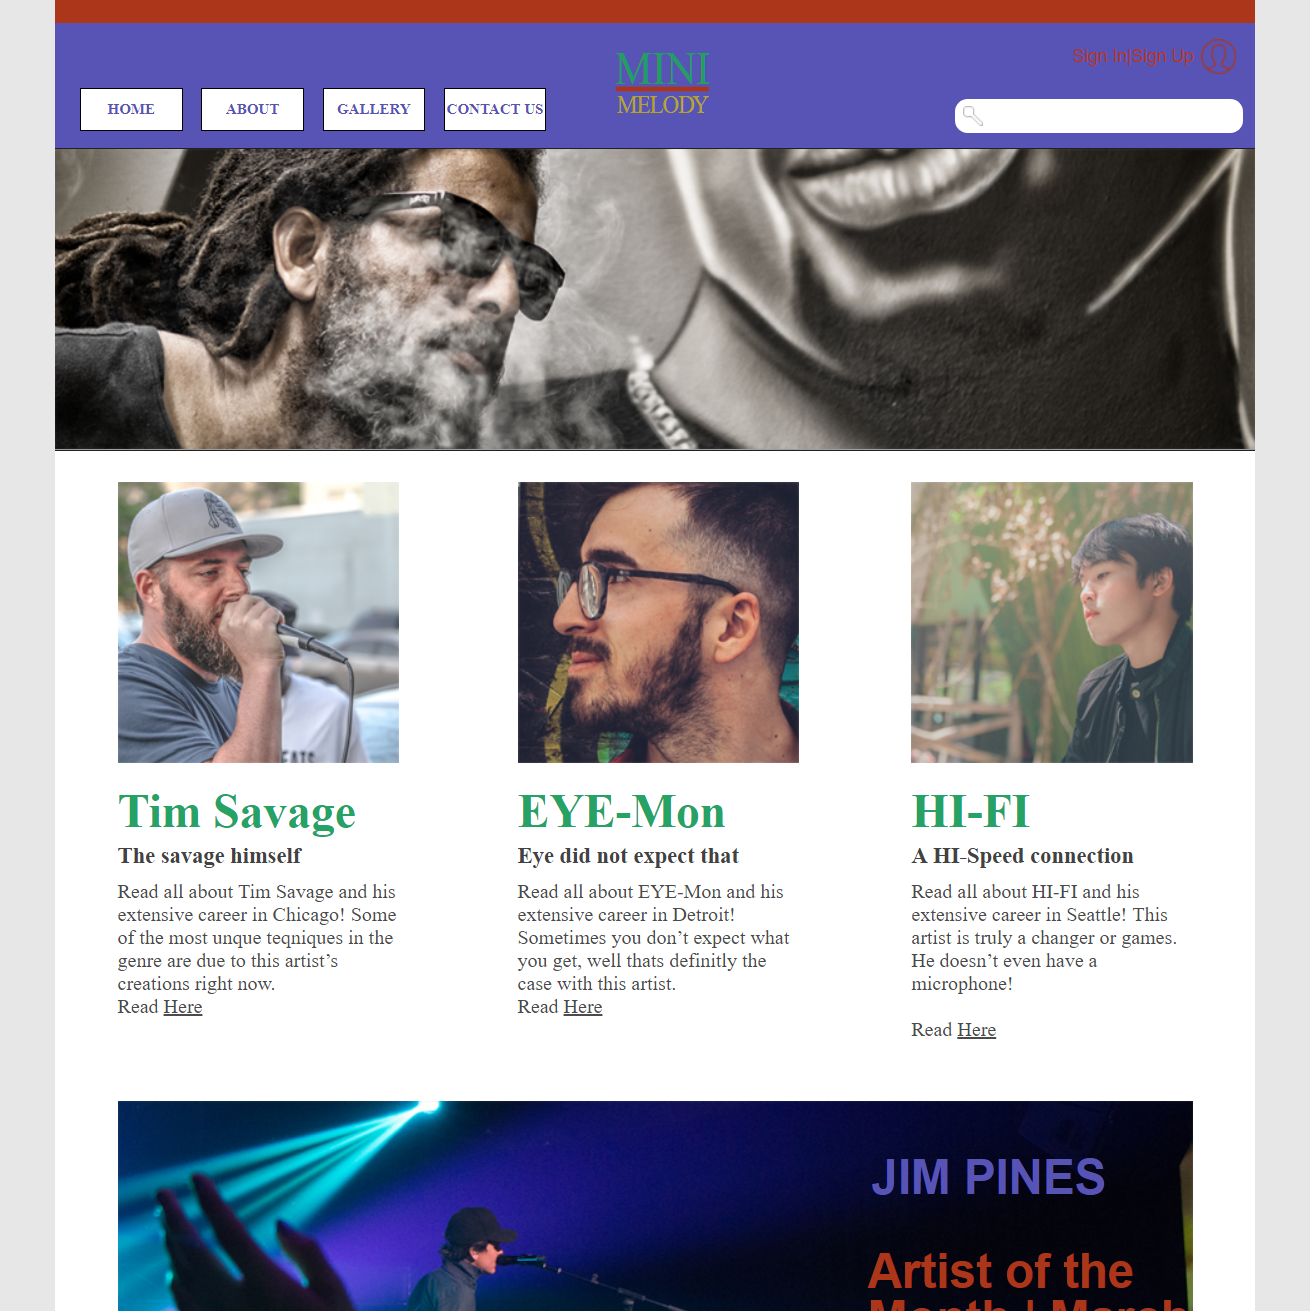 Sign In|Sign Up
MINI
MELODY
HOME
ABOUT
GALLERY
CONTACT US
Tim Savage
The savage himself
Read all about Tim Savage and his
extensive career in Chicago! Some
of the most unque teqniques in the
genre are due to this artist’s
creations right now.
Read Here
EYE-Mon
Eye did not expect that
Read all about EYE-Mon and his
extensive career in Detroit!
Sometimes you don’t expect what
you get, well thats definitly the
case with this artist.
Read Here
HI-FI
A HI-Speed connection
Read all about HI-FI and his
extensive career in Seattle! This
artist is truly a changer or games.
He doesn’t even have a
microphone!
Read Here
JIM PINES
Artist of the
Month | March